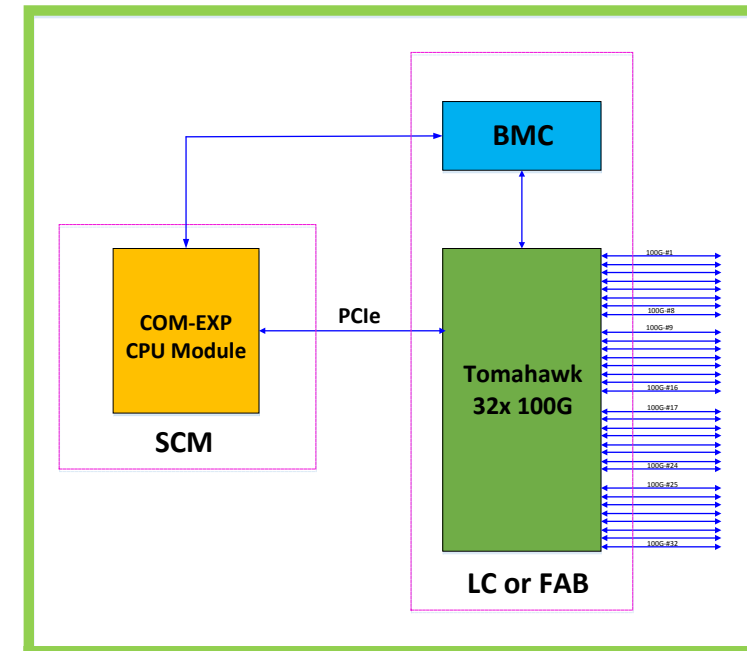 BMC
100G-#1
COM-EXP
CPU Module
PCIe
100G-#8
100G-#9
Tomahawk
32x 100G
100G-#16
100G-#17
SCM
100G-#24
100G-#25
100G-#32
LC or FAB